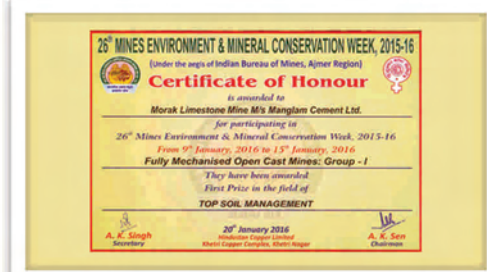 26th MINES ENVIRONMENT & MINERAL CONSERVATION WEEK, 2015-16
(Under the aegis of Indian Bureau of Mines, Ajmer Region)
Certificate of Honour
is awarded to
Morak Limestone Mine M/s Manglam Cement Ltd.
for participating in
26th Mines Environment & Mineral Conservation Week, 2015-16
From 9th January, 2016 to 15th January, 2016
Fully Mechanised Open Cast Mines: Group - I
They have been awarded
First Prize in the field of
TOP SOIL MANAGEMENT
20th January 2016
A. K. Singh
Secretary
Hindustan Copper Limited
Khetri Copper Complex, Khetri Nagar
A. K. Sen
Chairman